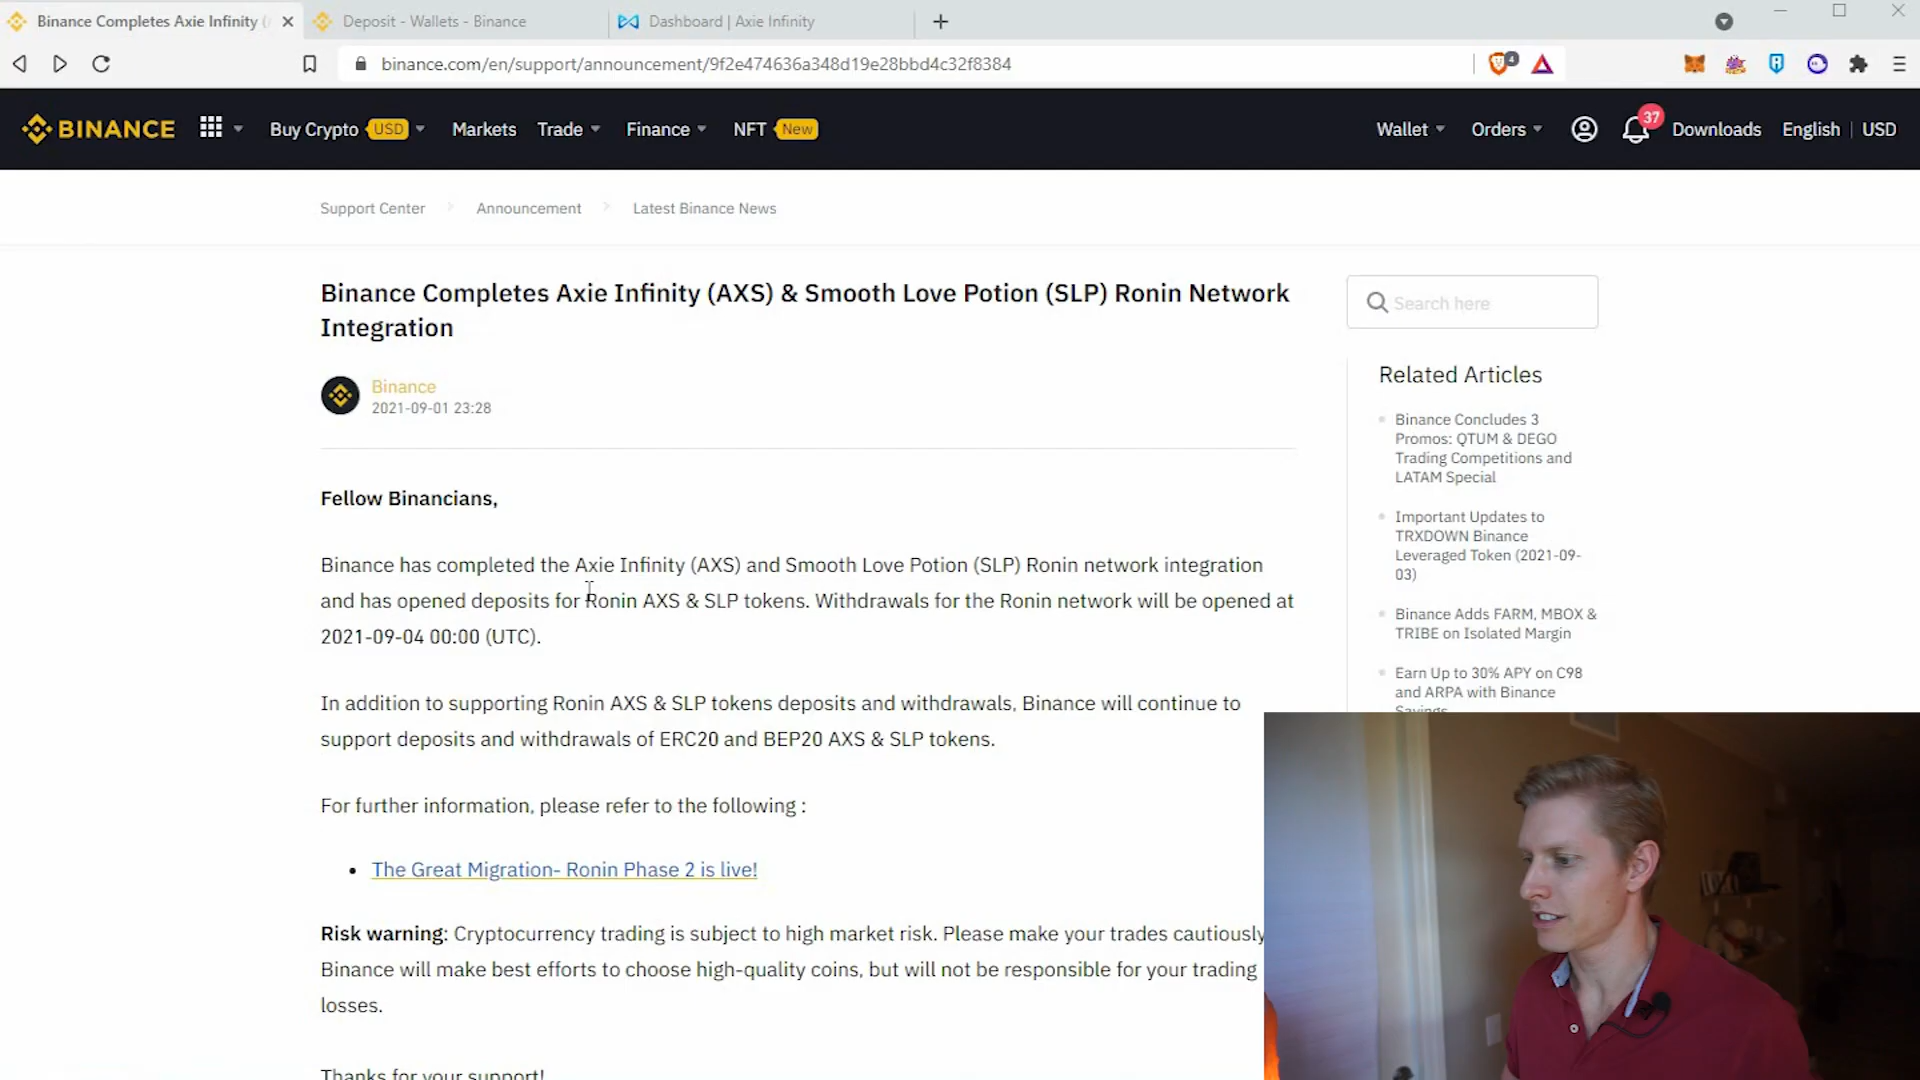 Binance Completes Axie Infinity (
Deposit - Wallets - Binance
Dashboard | Axie Infinity
binance.com/en/support/announcement/9f2e474636a348d19e28bbd4c32f8384
4
BINANCE
Buy Crypto USD
Markets
Trade
Finance
NFT New
Wallet
Orders
37
Downloads
English | USD
Support Center
Announcement
Latest Binance News
Binance Completes Axie Infinity (AXS) & Smooth Love Potion (SLP) Ronin Network
Integration
Binance
2021-09-01 23:28
Fellow Binancians,
Binance has completed the Axie Infinity (AXS) and Smooth Love Potion (SLP) Ronin network integration
and has opened deposits for Ronin AXS & SLP tokens. Withdrawals for the Ronin network will be opened at
2021-09-04 00:00 (UTC).
In addition to supporting Ronin AXS & SLP tokens deposits and withdrawals, Binance will continue to
support deposits and withdrawals of ERC20 and BEP20 AXS & SLP tokens.
For further information, please refer to the following :
• The Great Migration- Ronin Phase 2 is live!
Risk warning: Cryptocurrency trading is subject to high market risk. Please make your trades cautiously
Binance will make best efforts to choose high-quality coins, but will not be responsible for your trading
losses.
Thanks for your support!
Search here
Related Articles
Binance Concludes 3
Promos: QTUM & DEGO
Trading Competitions and
LATAM Special
Important Updates to
TRXDOWN Binance
Leveraged Token (2021-09-
03)
Binance Adds FARM, MBOX &
TRIBE on Isolated Margin
Earn Up to 30% APY on C98
and ARPA with Binance
Savings